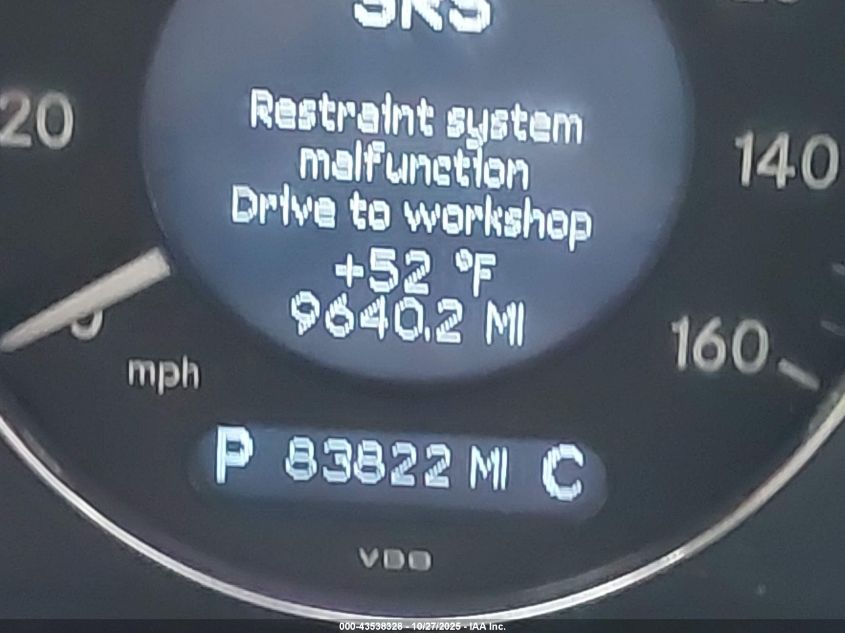 SRS
Restraint system
malfunction
Drive to workshop
+52 °F
9640.2 MI
20
140
0
mph
160
P 83822 MI C
VDO
000-43538328 - 10/27/2025 - IAA Inc.